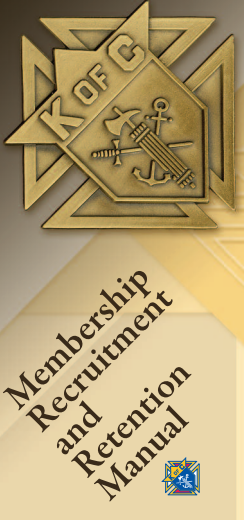 K OF C
Membership
Recruitment
and
Retention
Manual